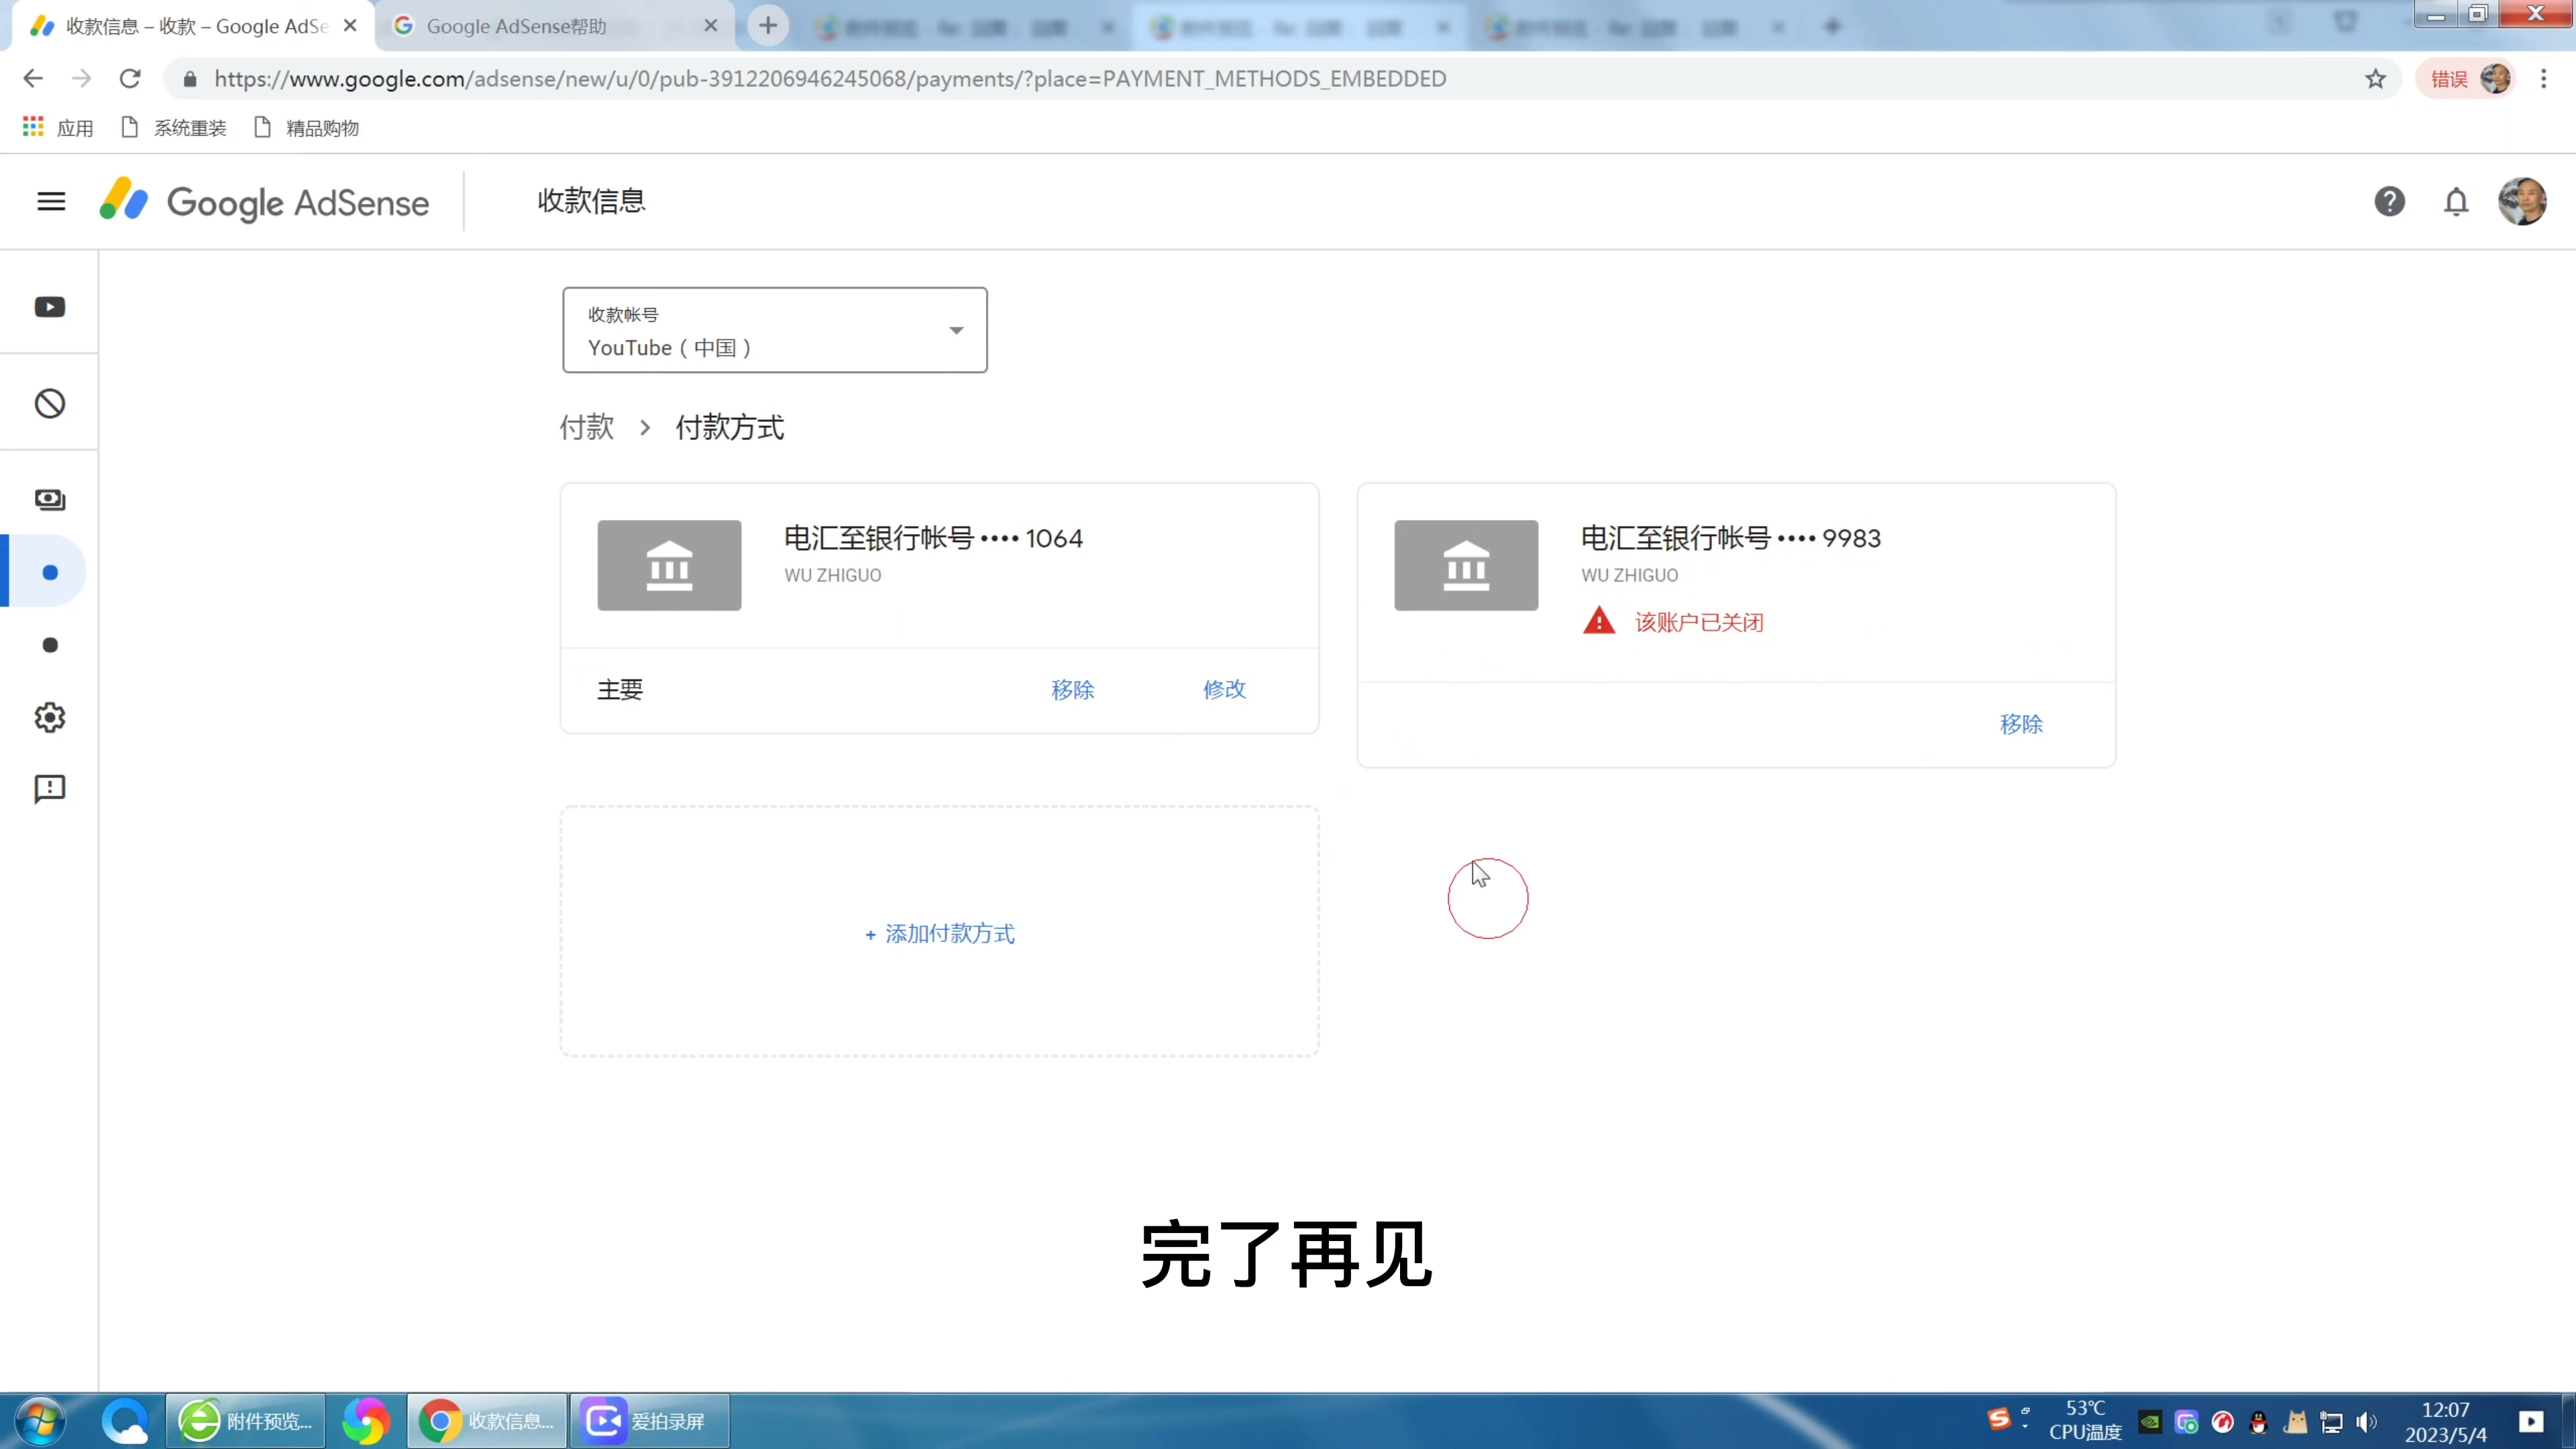 收款信息 – 收款 – Google AdSe
Google AdSense帮助
https://www.google.com/adsense/new/u/0/pub-3912206946245068/payments/?place=PAYMENT_METHODS_EMBEDDED
错误
应用
系统重装
精品购物
Google AdSense
收款信息
收款帐号
YouTube（中国）
付款 > 付款方式
电汇至银行帐号 •••• 1064
WU ZHIGUO
主要
移除
修改
电汇至银行帐号 •••• 9983
WU ZHIGUO
该账户已关闭
移除
+ 添加付款方式
完了再见
附件预览...
收款信息...
爱拍录屏
53℃
CPU温度
12:07
2023/5/4